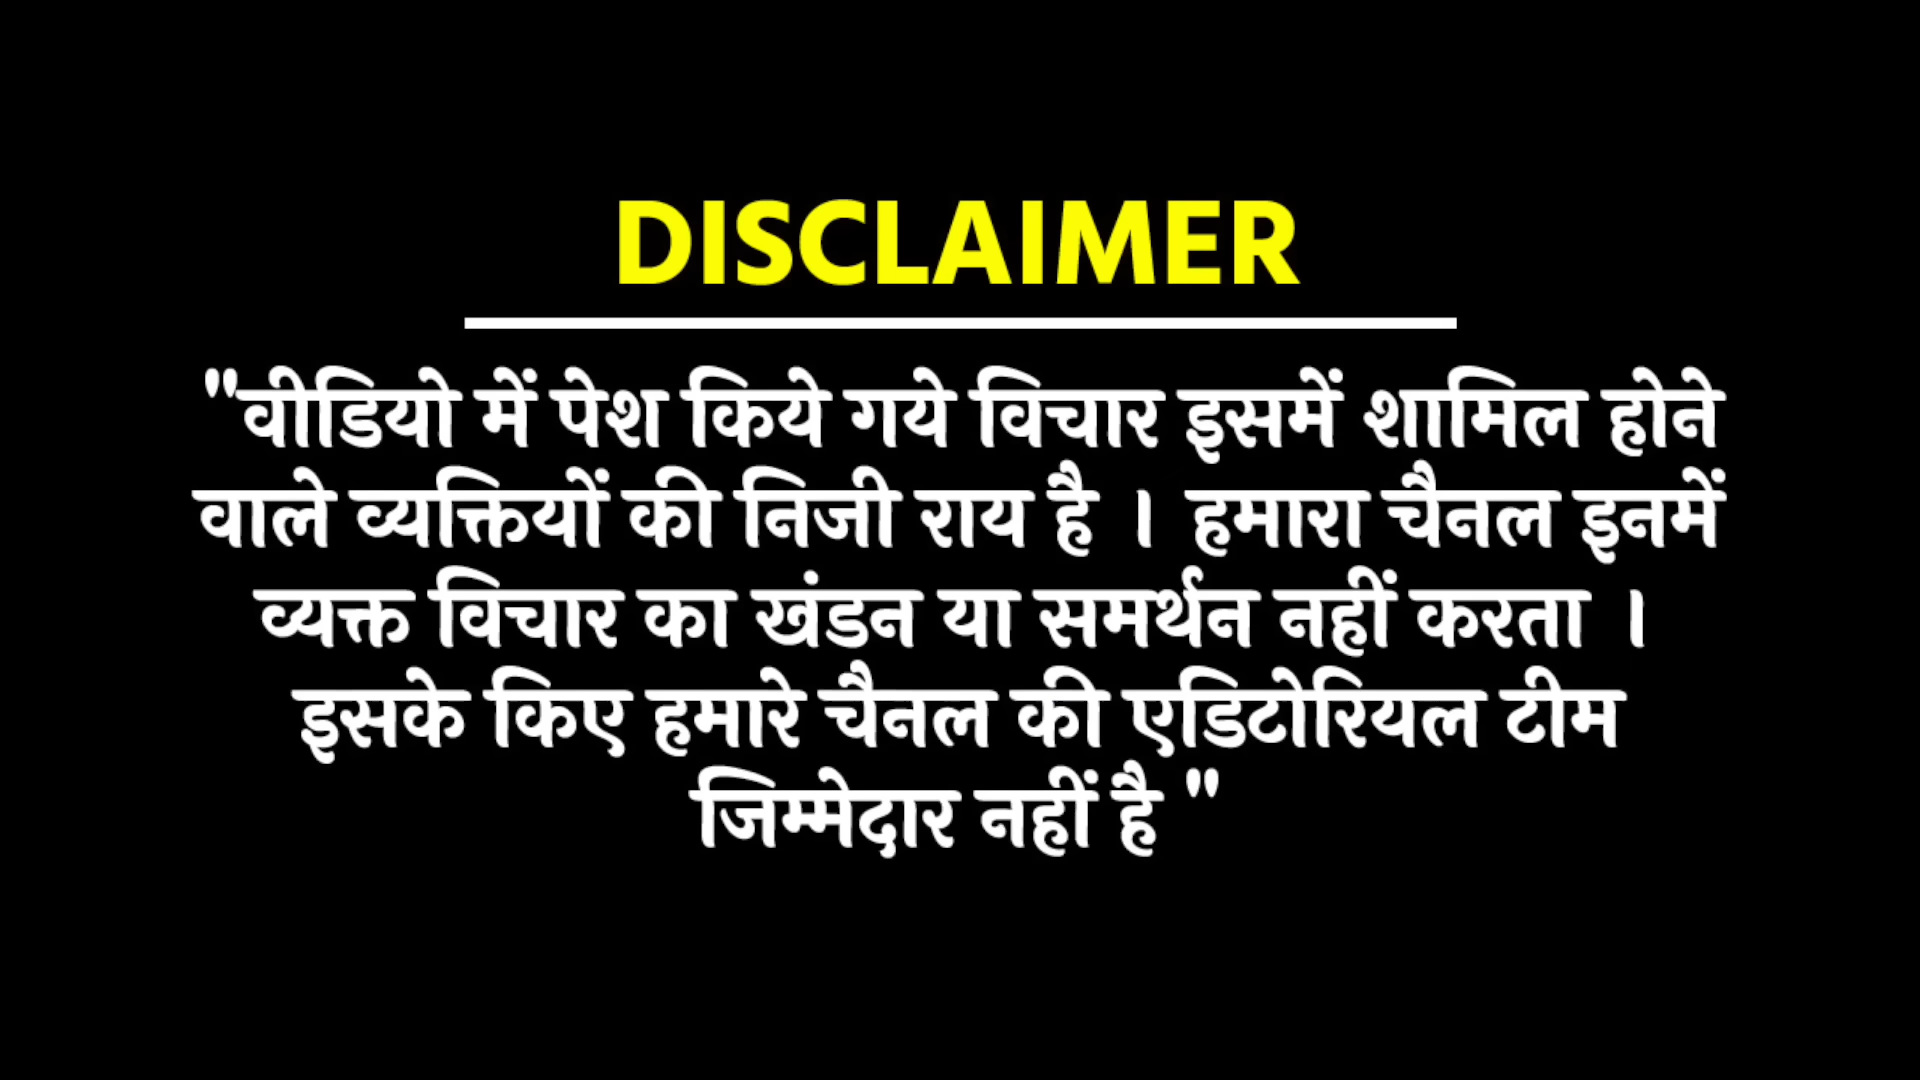 DISCLAIMER
"वीडियो में पेश किये गये विचार इसमें शामिल होने
वाले व्यक्तियों की निजी राय है । हमारा चैनल इनमें
व्यक्त विचार का खंडन या समर्थन नहीं करता ।
इसके किए हमारे चैनल की एडिटोरियल टीम
जिम्मेदार नहीं है "